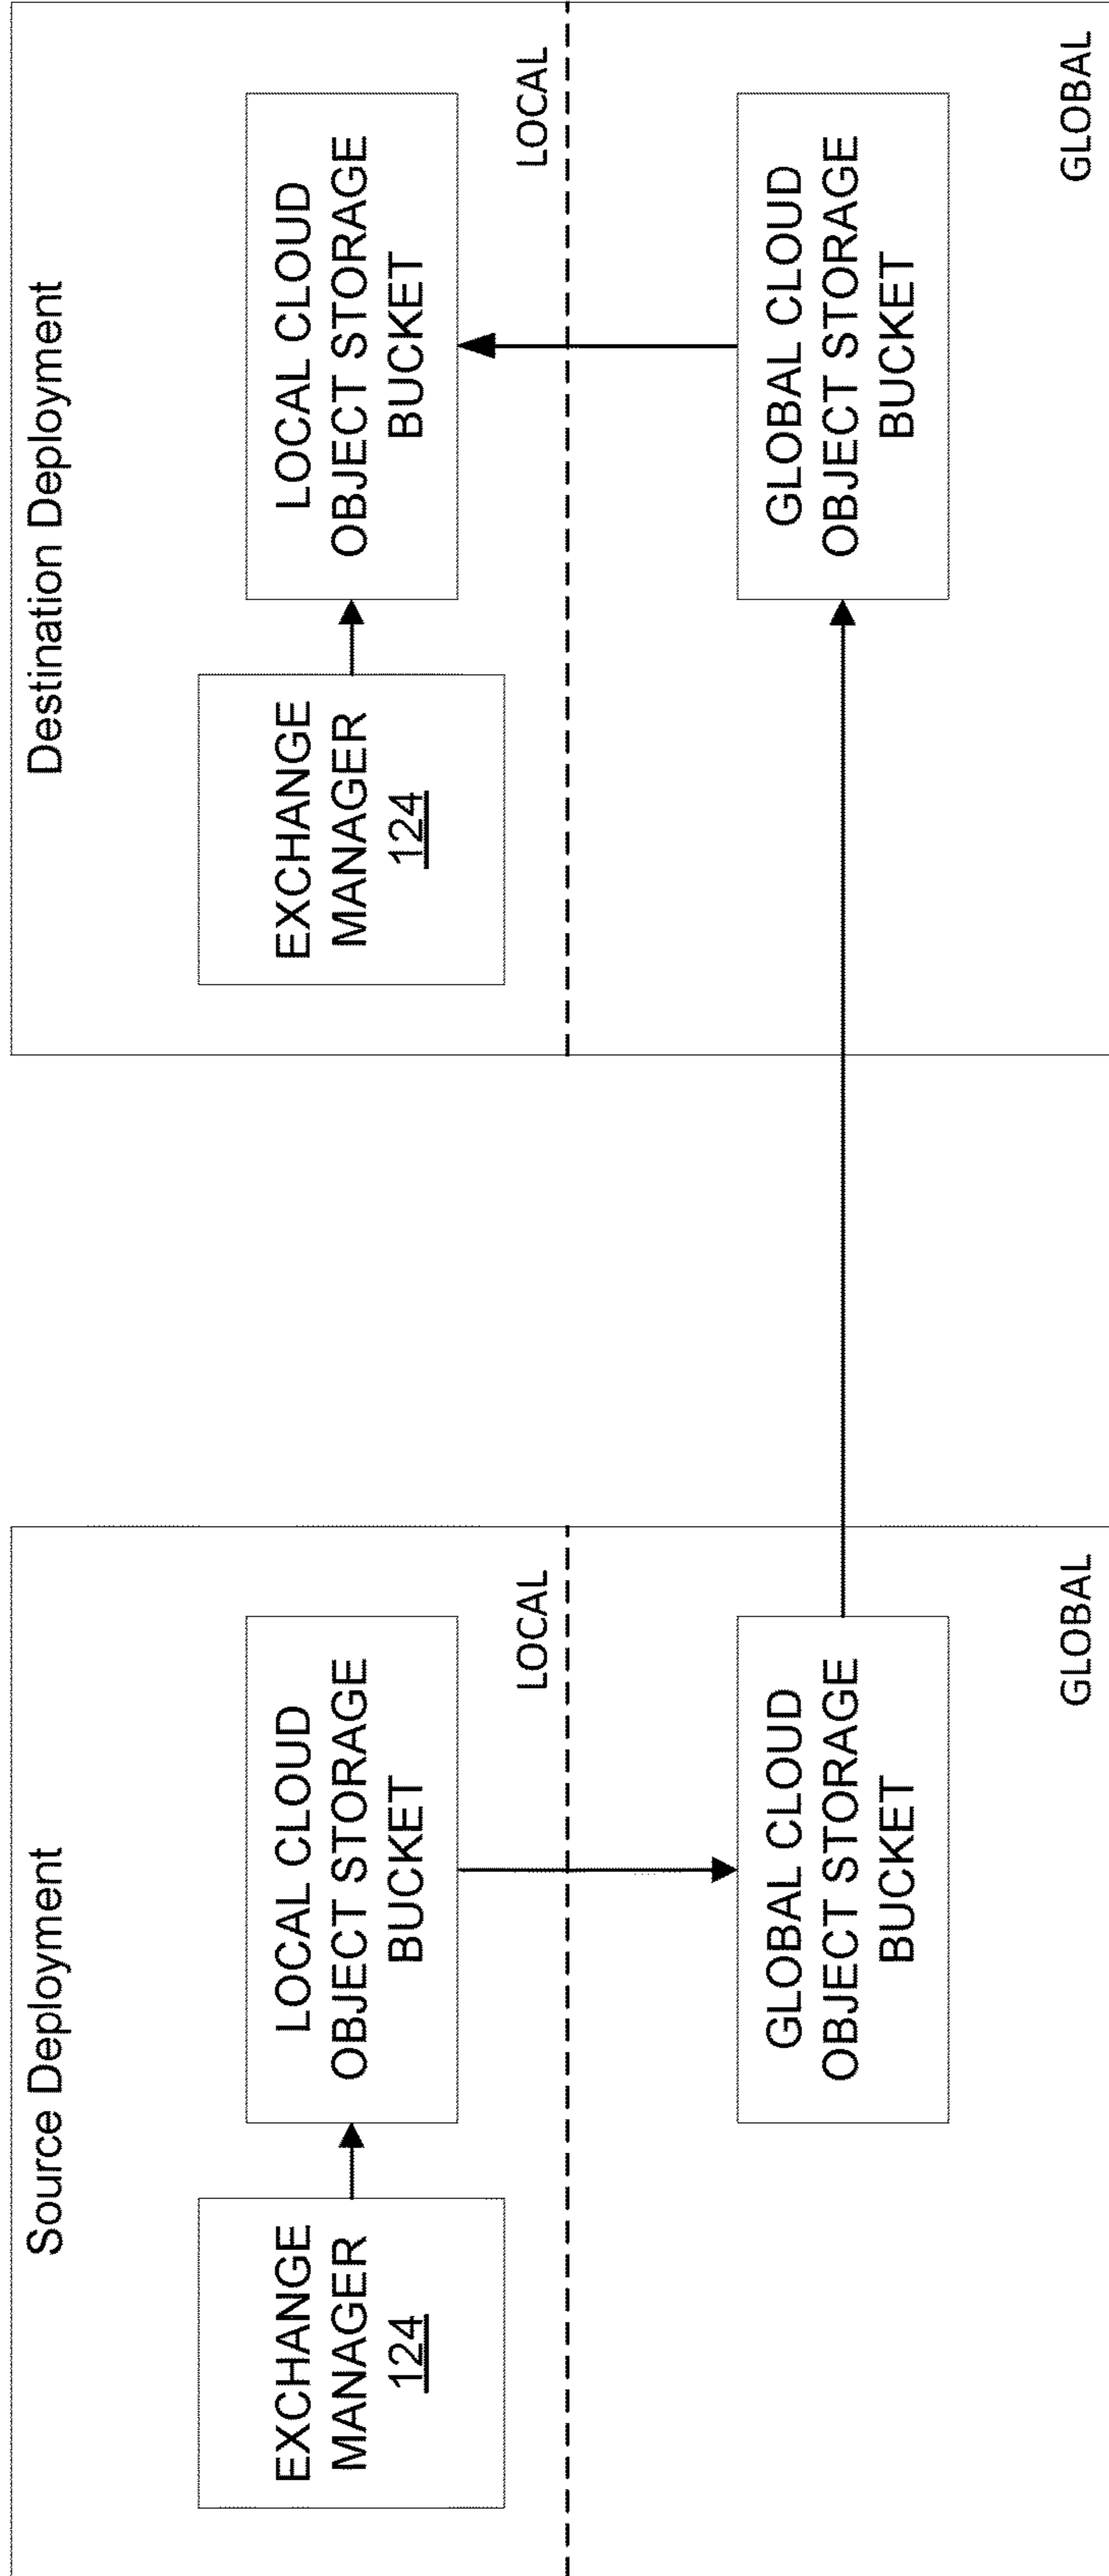 Source Deployment
EXCHANGE
MANAGER
124
LOCAL CLOUD
OBJECT STORAGE
BUCKET
LOCAL
GLOBAL CLOUD
OBJECT STORAGE
BUCKET
GLOBAL
Destination Deployment
EXCHANGE
MANAGER
124
LOCAL CLOUD
OBJECT STORAGE
BUCKET
LOCAL
GLOBAL CLOUD
OBJECT STORAGE
BUCKET
GLOBAL